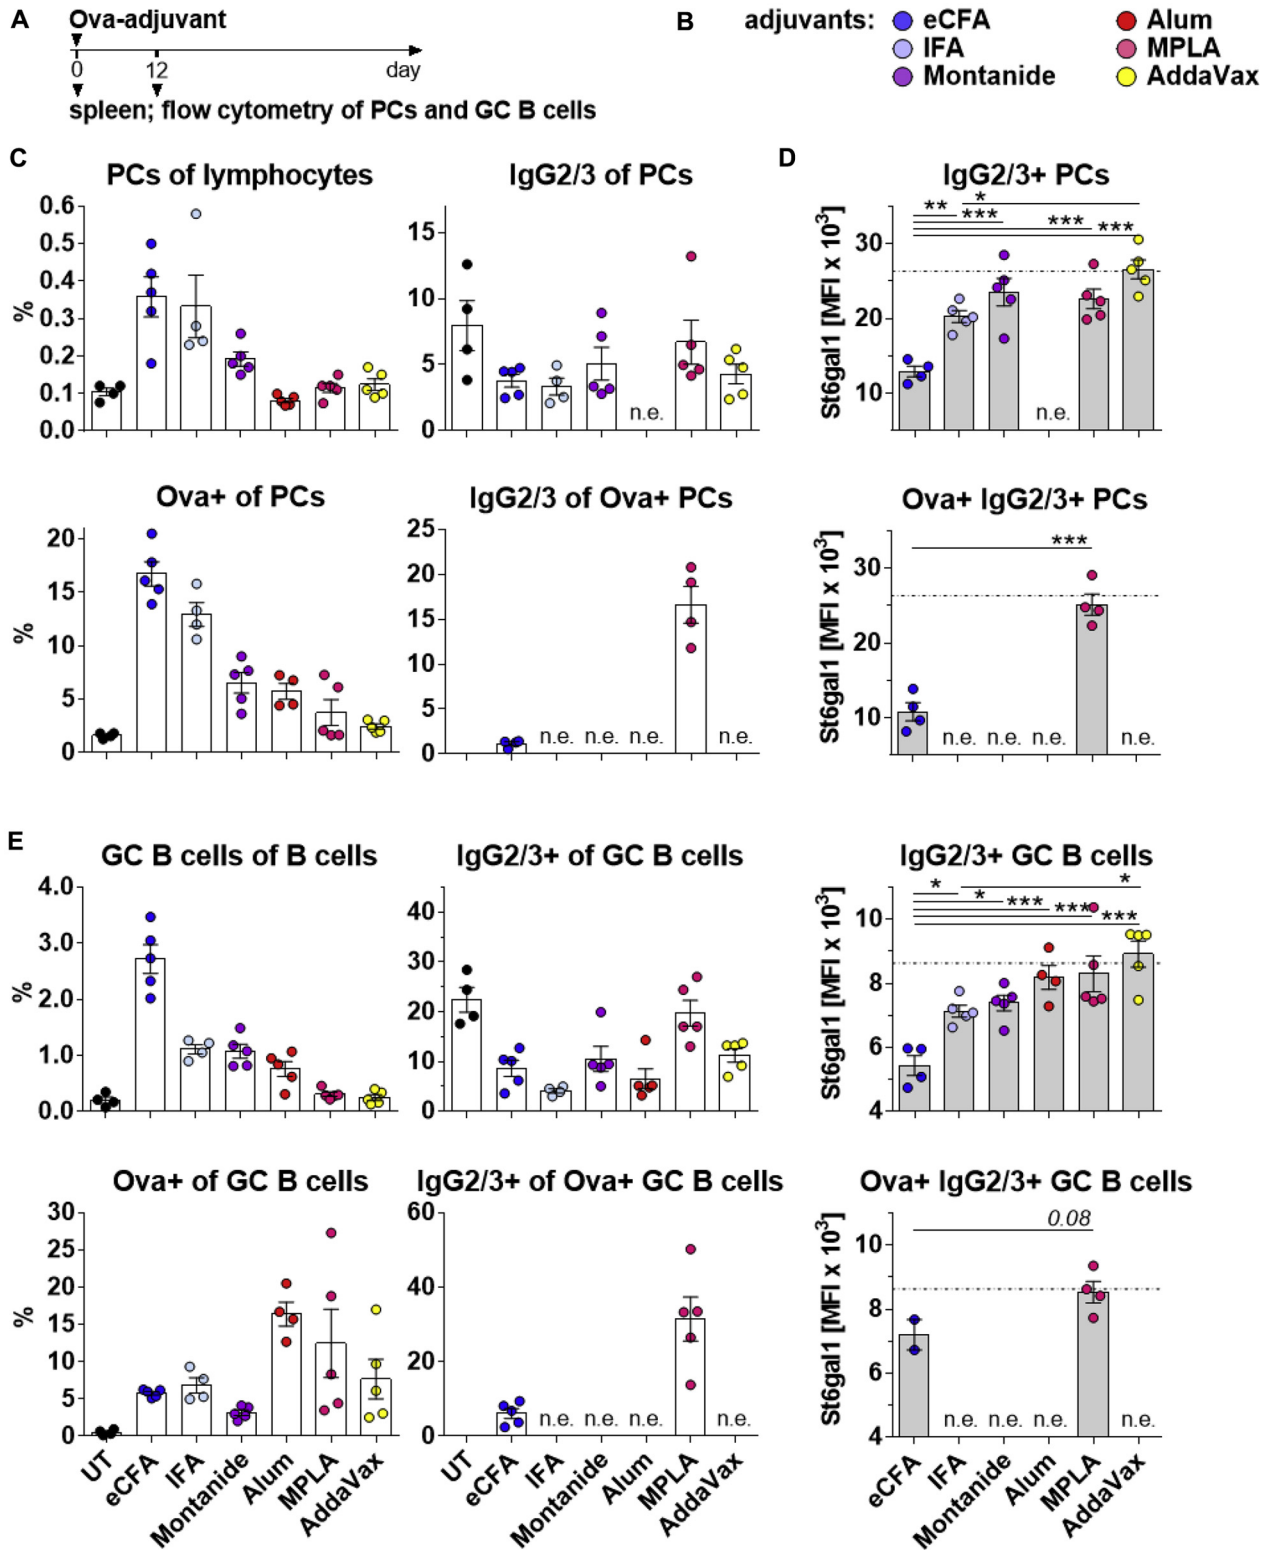 A
Ova-adjuvant
0
12
day
spleen; flow cytometry of PCs and GC B cells
B
adjuvants:
eCFA
IFA
Montanide
Alum
MPLA
AddaVax
C
PCs of lymphocytes
%
0.6
0.5
0.4
0.3
0.2
0.1
0.0
IgG2/3 of PCs
15
10
5
0
n.e.
D
IgG2/3+ PCs
St6gal1 [MFI x 10³]
30
20
10
*
**
***
***
***
n.e.
Ova+ of PCs
%
20
15
10
5
0
IgG2/3 of Ova+ PCs
25
20
15
10
5
0
n.e. n.e. n.e. n.e.
Ova+ IgG2/3+ PCs
St6gal1 [MFI x 10³]
30
20
10
***
n.e. n.e. n.e. n.e.
E
GC B cells of B cells
%
4.0
3.0
2.0
1.0
0.0
IgG2/3+ of GC B cells
40
30
20
10
0
IgG2/3+ GC B cells
St6gal1 [MFI x 10³]
10
8
6
4
*
*
*
***
***
***
Ova+ of GC B cells
%
30
25
20
15
10
5
0
UT
eCFA
IFA
Montanide
Alum
MPLA
AddaVax
IgG2/3+ of Ova+ GC B cells
60
40
20
0
n.e. n.e. n.e. n.e.
UT
eCFA
IFA
Montanide
Alum
MPLA
AddaVax
Ova+ IgG2/3+ GC B cells
St6gal1 [MFI x 10³]
10
8
6
4
0.08
n.e. n.e. n.e. n.e.
eCFA
IFA
Montanide
Alum
MPLA
AddaVax